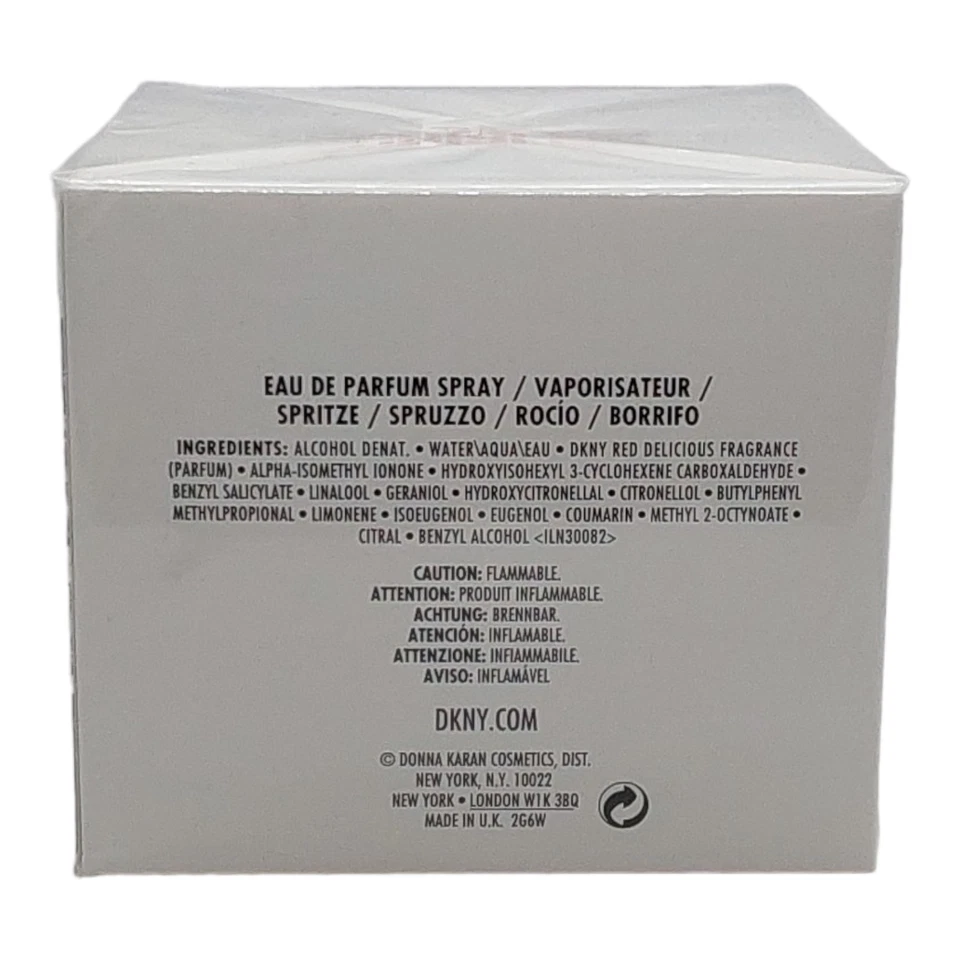 EAU DE PARFUM SPRAY / VAPORISATEUR /
SPRITZE / SPRUZZO / ROCÍO / BORRIFO
INGREDIENTS: ALCOHOL DENAT. • WATER\AQUA\EAU • DKNY RED DELICIOUS FRAGRANCE
(PARFUM) • ALPHA-ISOMETHYL IONONE • HYDROXYISOHEXYL 3-CYCLOHEXENE CARBOXALDEHYDE •
BENZYL SALICYLATE • LINALOOL • GERANIOL • HYDROXYCITRONELLAL • CITRONELLOL • BUTYLPHENYL
METHYLPROPIONAL • LIMONENE • ISOEUGENOL • EUGENOL • COUMARIN • METHYL 2-OCTYNOATE •
CITRAL • BENZYL ALCOHOL <ILN30082>
CAUTION: FLAMMABLE.
ATTENTION: PRODUIT INFLAMMABLE.
ACHTUNG: BRENNBAR.
ATENCIÓN: INFLAMABLE.
ATTENZIONE: INFIAMMABILE.
AVISO: INFLAMÁVEL
DKNY.COM
© DONNA KARAN COSMETICS, DIST.
NEW YORK, N.Y. 10022
NEW YORK • LONDON W1K 3BQ
MADE IN U.K. 2G6W